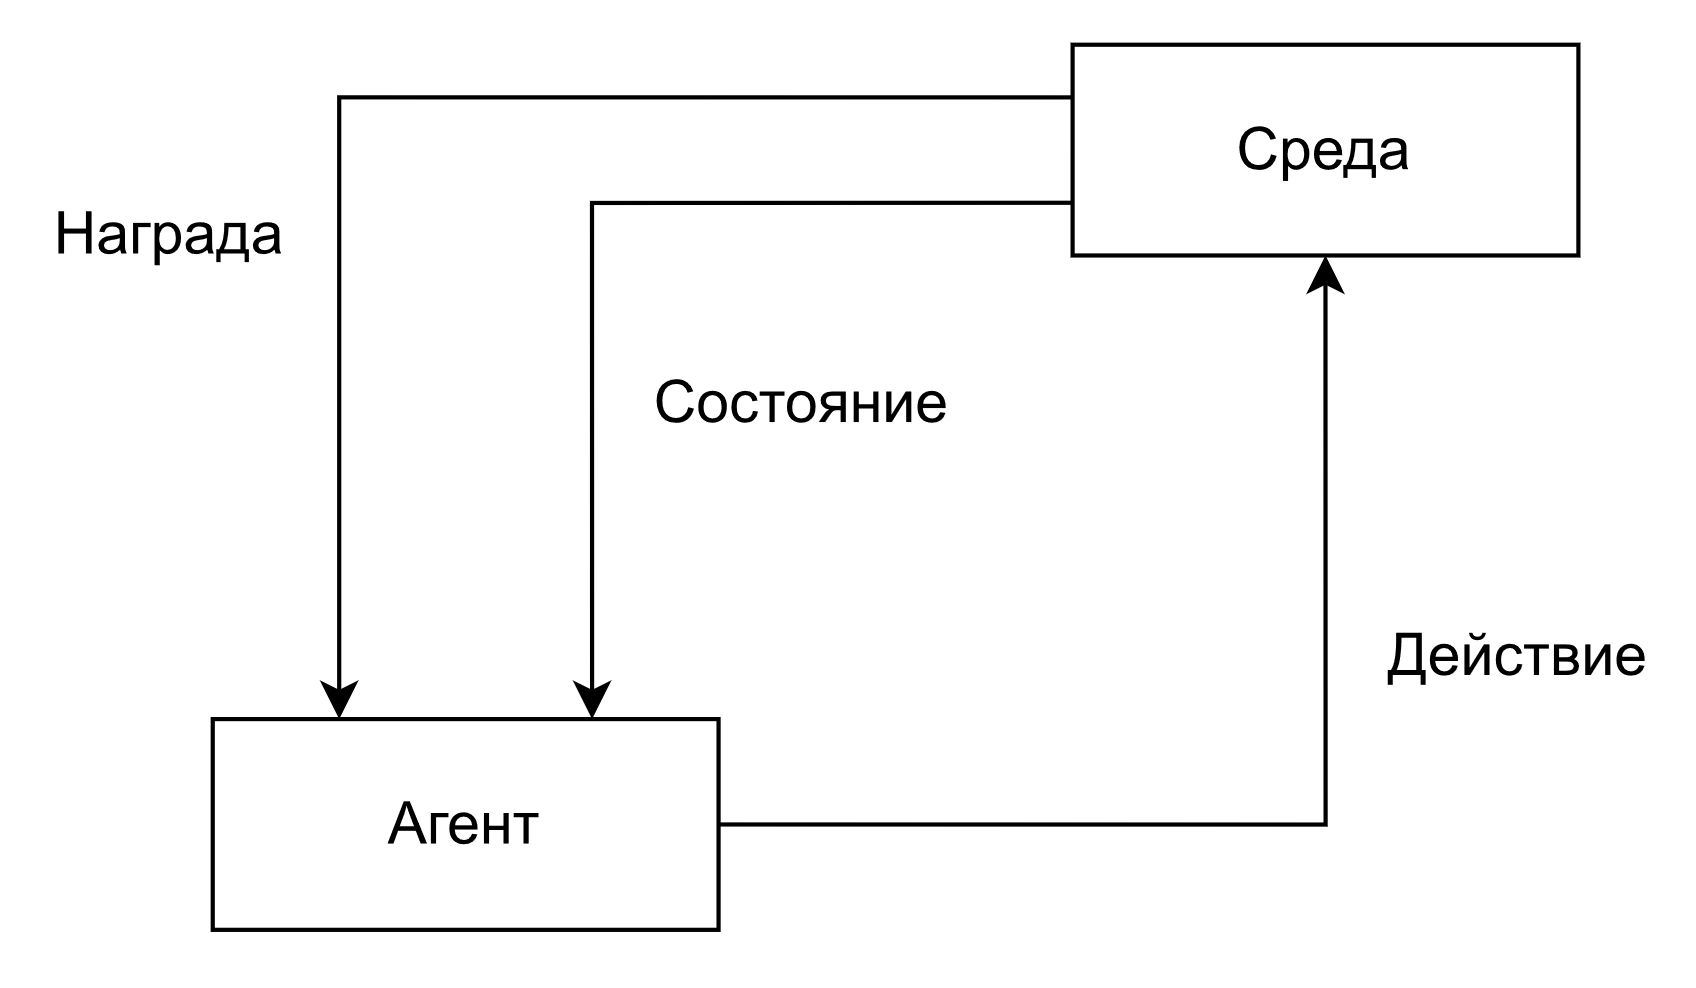 Среда
Награда
Состояние
Действие
Агент